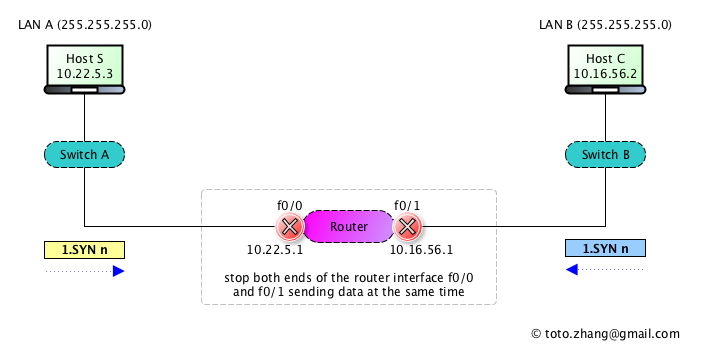 LAN A (255.255.255.0)
LAN B (255.255.255.0)
Host S
10.22.5.3
Host C
10.16.56.2
Switch A
Switch B
f0/0
f0/1
Router
10.22.5.1
10.16.56.1
1.SYN n
1.SYN n
stop both ends of the router interface f0/0
and f0/1 sending data at the same time
© toto.zhang@gmail.com